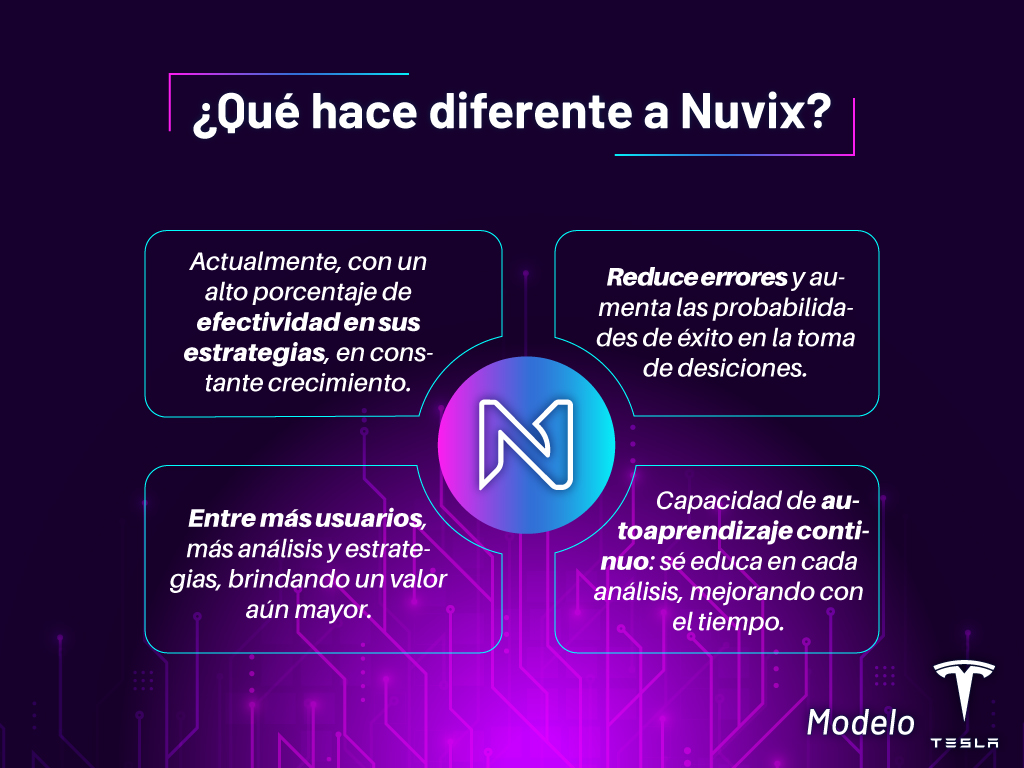 ¿Qué hace diferente a Nuvix?
Actualmente, con un
alto porcentaje de
efectividad en sus
estrategias, en cons-
tante crecimiento.
Reduce errores y au-
menta las probabilida-
des de éxito en la toma
de desiciones.
Entre más usuarios,
más análisis y estrate-
gias, brindando un valor
aún mayor.
Capacidad de au-
toaprendizaje conti-
nuo: sé educa en cada
análisis, mejorando con
el tiempo.
Modelo
TESLA